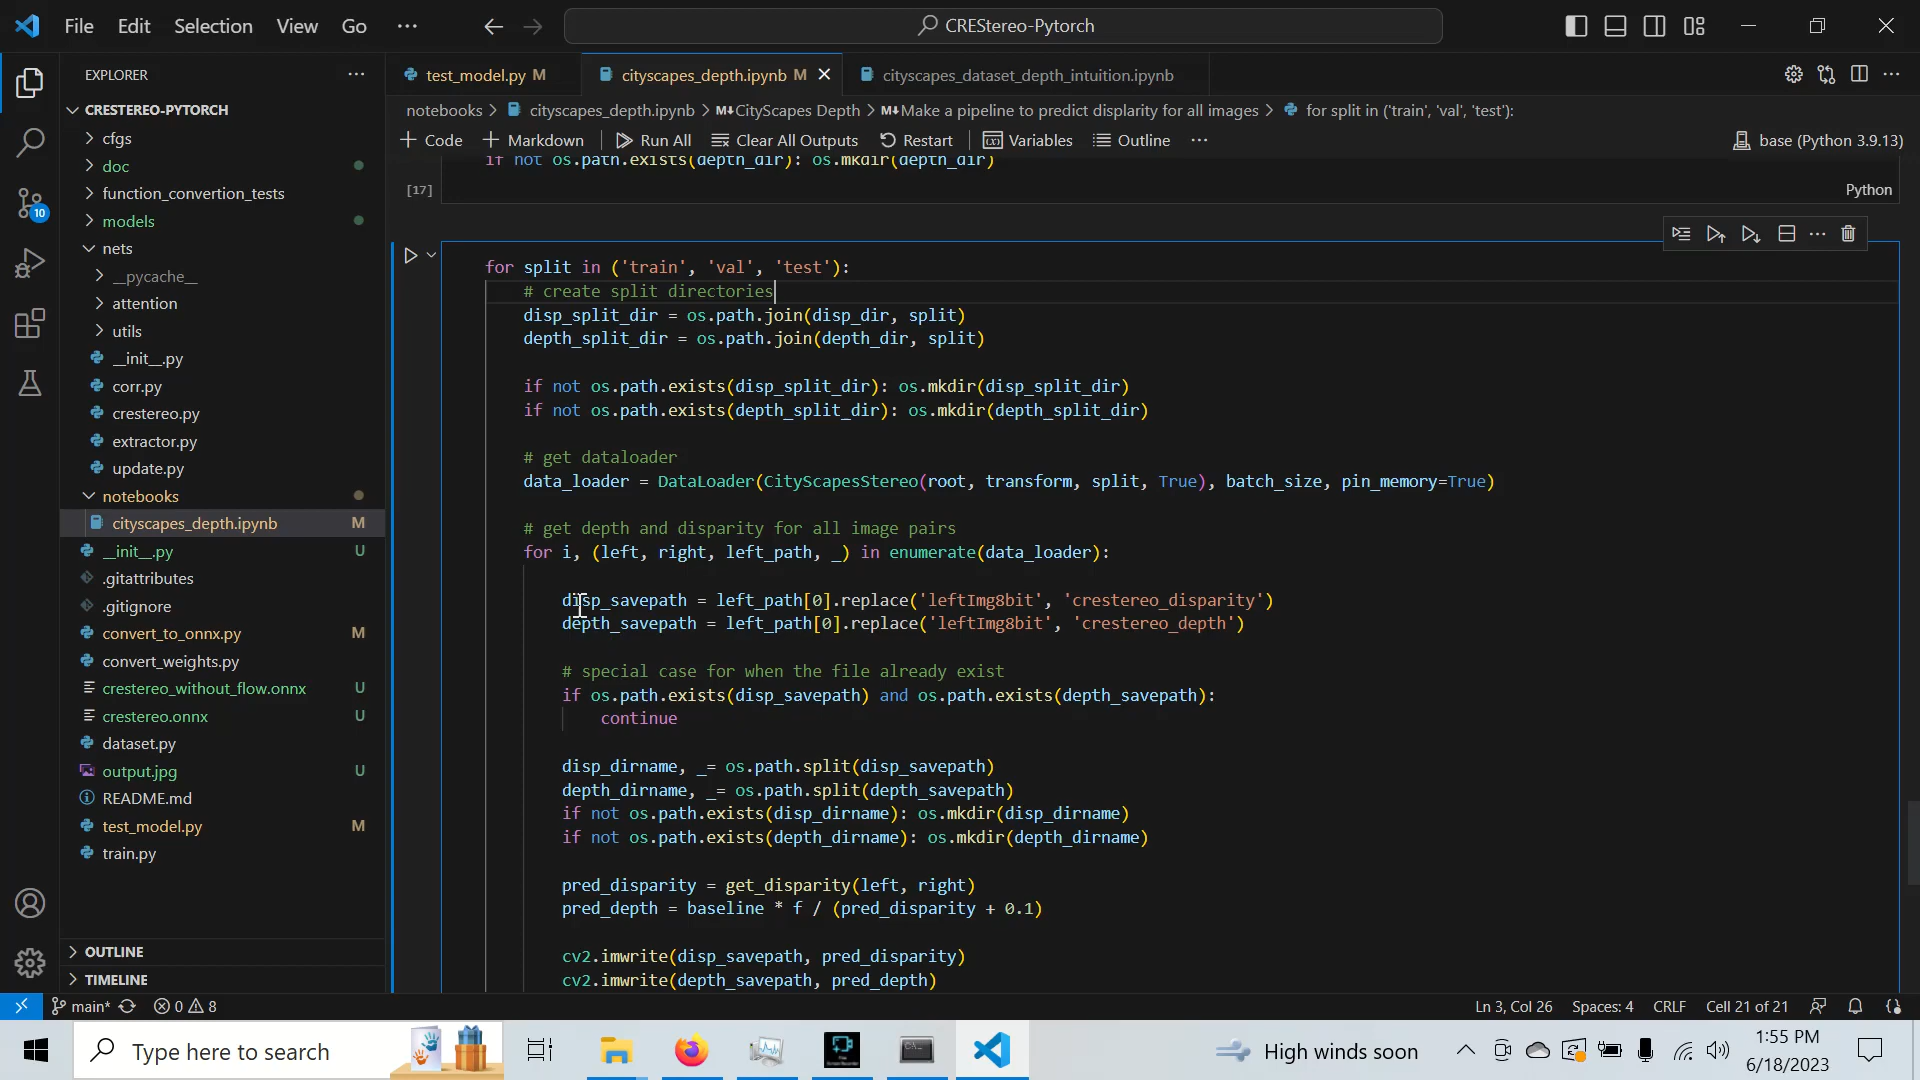 File Edit Selection View Go ···
CREStereo-Pytorch
EXPLORER ···
CRESTEREO-PYTORCH
cfgs
doc
function_convertion_tests
models
nets
__pycache__
attention
utils
__init__.py
corr.py
crestereo.py
extractor.py
update.py
notebooks
cityscapes_depth.ipynb M
__init__.py U
.gitattributes
.gitignore
convert_to_onnx.py M
convert_weights.py
crestereo_without_flow.onnx U
crestereo.onnx U
dataset.py
output.jpg U
README.md
test_model.py M
train.py
OUTLINE
TIMELINE
10
test_model.py M cityscapes_depth.ipynb M cityscapes_dataset_depth_intuition.ipynb
notebooks > cityscapes_depth.ipynb > M↓CityScapes Depth > M↓Make a pipeline to predict displarity for all images > for split in ('train', 'val', 'test'):
+ Code + Markdown Run All Clear All Outputs Restart Variables Outline ··· base (Python 3.9.13)
if not os.path.exists(depth_dir): os.mkdir(depth_dir)
[17] Python
for split in ('train', 'val', 'test'):
# create split directories
disp_split_dir = os.path.join(disp_dir, split)
depth_split_dir = os.path.join(depth_dir, split)
if not os.path.exists(disp_split_dir): os.mkdir(disp_split_dir)
if not os.path.exists(depth_split_dir): os.mkdir(depth_split_dir)
# get dataloader
data_loader = DataLoader(CityScapesStereo(root, transform, split, True), batch_size, pin_memory=True)
# get depth and disparity for all image pairs
for i, (left, right, left_path, _) in enumerate(data_loader):
disp_savepath = left_path[0].replace('leftImg8bit', 'crestereo_disparity')
depth_savepath = left_path[0].replace('leftImg8bit', 'crestereo_depth')
# special case for when the file already exist
if os.path.exists(disp_savepath) and os.path.exists(depth_savepath):
continue
disp_dirname, _= os.path.split(disp_savepath)
depth_dirname, _= os.path.split(depth_savepath)
if not os.path.exists(disp_dirname): os.mkdir(disp_dirname)
if not os.path.exists(depth_dirname): os.mkdir(depth_dirname)
pred_disparity = get_disparity(left, right)
pred_depth = baseline * f / (pred_disparity + 0.1)
cv2.imwrite(disp_savepath, pred_disparity)
cv2.imwrite(depth_savepath, pred_depth)
main* 0 8 Ln 3, Col 26 Spaces: 4 CRLF Cell 21 of 21
Type here to search High winds soon 1:55 PM
6/18/2023